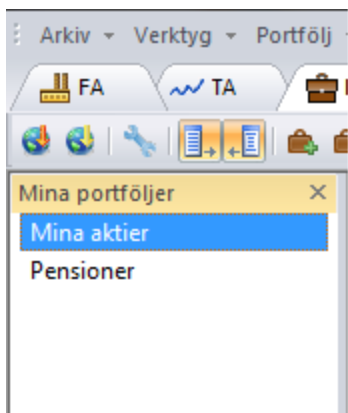 Arkiv Verktyg Portfölj
FA TA
Mina portföljer
Mina aktier
Pensioner